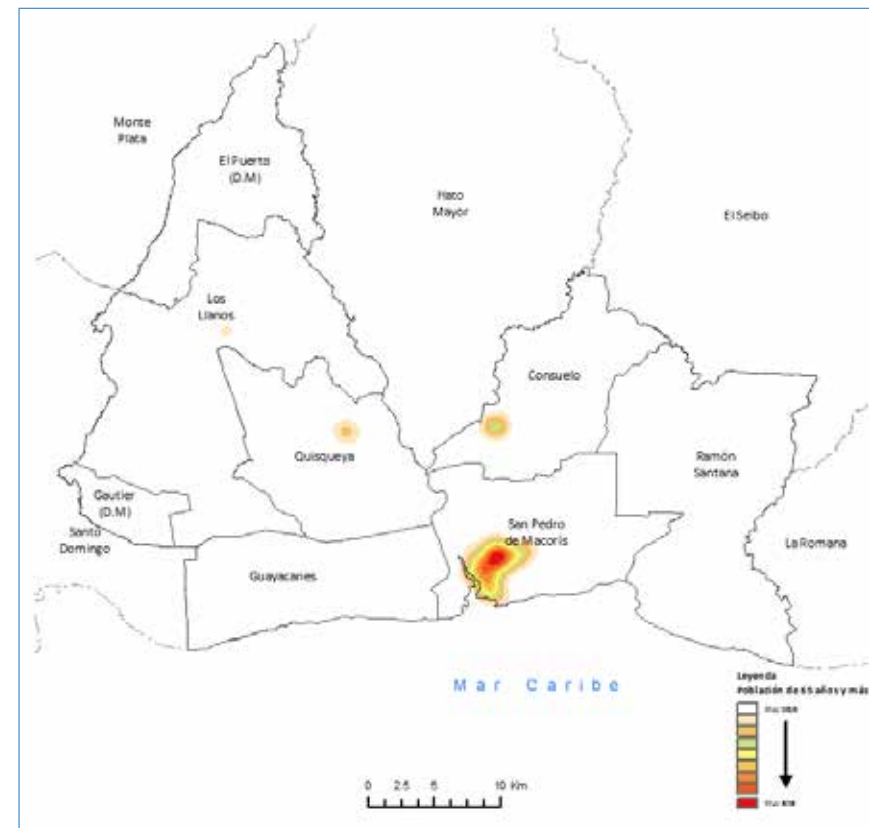 Monte
Plata
El Puerto
(D.M)
Hato
Mayor
El Seibo
Los
Llanos
Consuelo
Quisqueya
Ramón
Santana
Gautier
(D.M)
San Pedro
de Macorís
Santo
Domingo
La Romana
Guayacanes
Mar Caribe
Leyenda
Población de 65 años y más
0 2.5 5 10 Km